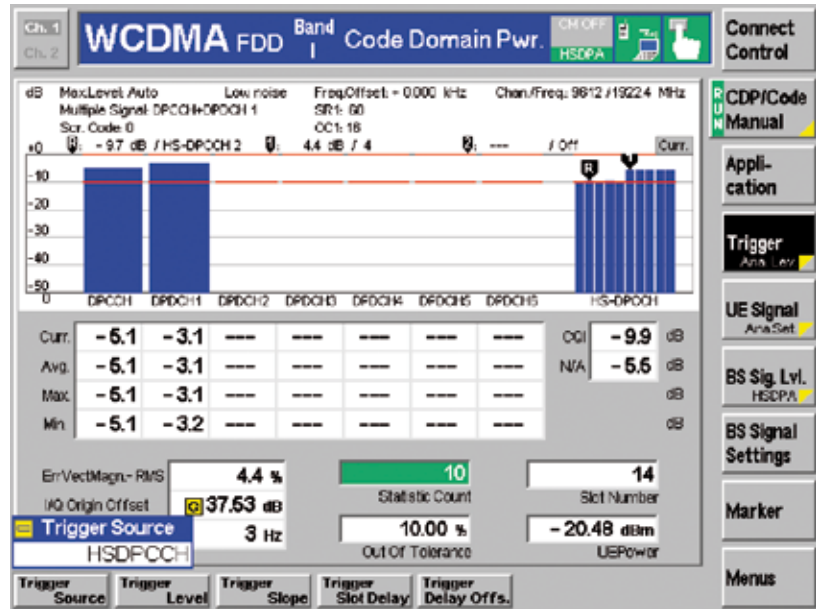 Ch. 1
Ch. 2
WCDMA FDD Band I Code Domain Pwr.
CM OFF
HSDPA
Connect Control
dB MaxLevel: Auto Low noise Freq.Offset: + 0.000 kHz Chan./Freq.: 9612 / 1922.4 MHz
Multiple Signal: DPCCH+DPDCH 1 SR1: 60
Scr. Code: 0 CC1: 16
- 9.7 dB / HS-DPCCH 2 4.4 dB / 4 --- / Off Curr.
+0
-10
-20
-30
-40
-50
0
R
1
DPCCH DPDCH1 DPDCH2 DPDCH3 DPDCH4 DPDCH5 DPDCH6 HS-DPCCH
Curr. - 5.1 - 3.1 --- --- --- --- --- CQI - 9.9 dB
Avg. - 5.1 - 3.1 --- --- --- --- --- N/A - 5.6 dB
Max. - 5.1 - 3.1 --- --- --- --- --- dB
Min. - 5.1 - 3.2 --- --- --- --- --- dB
ErrVectMagn.- RMS 4.4 %
I/Q Origin Offset 37.53 dB
3 Hz
10
Statistic Count
10.00 %
Out Of Tolerance
14
Slot Number
- 20.48 dBm
UEPower
Trigger Source
HSDPCCH
Trigger Source
Trigger Level
Trigger Slope
Trigger Slot Delay
Trigger Delay Offs.
RUN
CDP/Code Manual
Appli-
cation
Trigger
Ana. Lev.
UE Signal
Ana.Set.
BS Sig. Lvl.
HSDPA
BS Signal
Settings
Marker
Menus